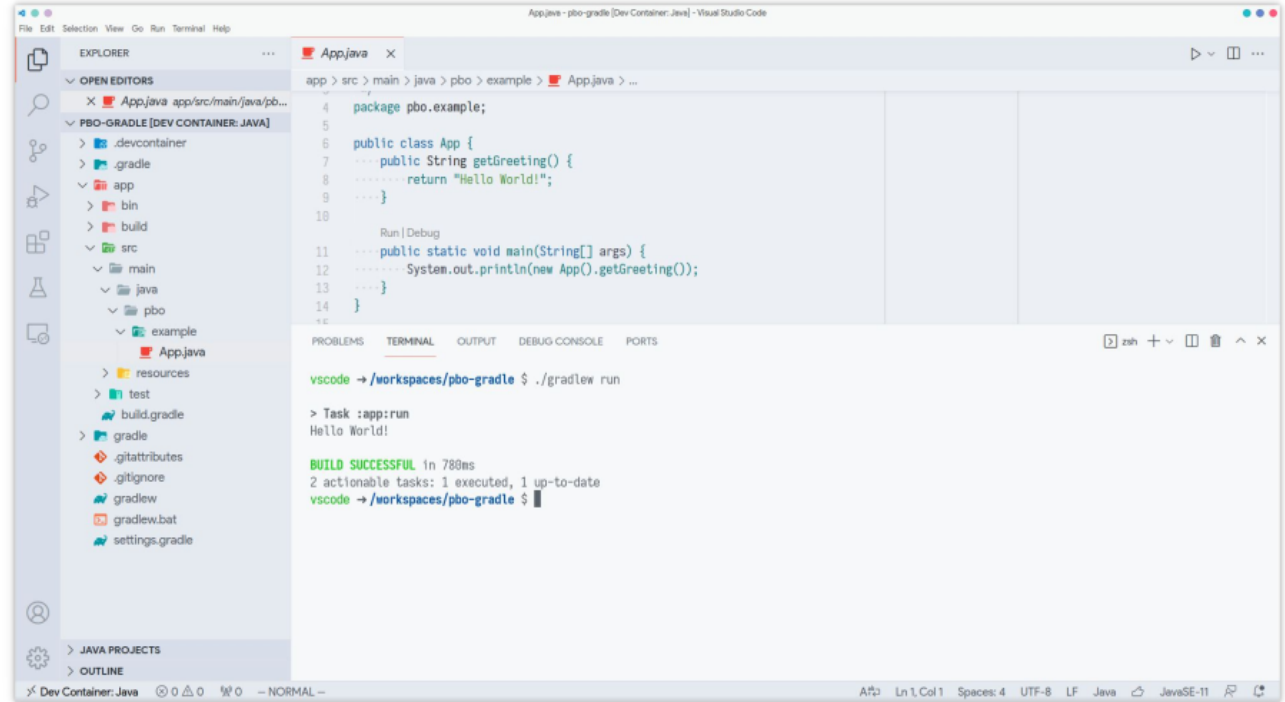 App.java - pbo-gradle [Dev Container: Java] - Visual Studio Code
File Edit Selection View Go Run Terminal Help
EXPLORER
OPEN EDITORS
App.java app/src/main/java/pb...
PBO-GRADLE [DEV CONTAINER: JAVA]
.devcontainer
.gradle
app
bin
build
src
main
java
pbo
example
App.java
resources
test
build.gradle
gradle
.gitattributes
.gitignore
gradlew
gradlew.bat
settings.gradle
JAVA PROJECTS
OUTLINE
App.java
app > src > main > java > pbo > example > App.java > ...
4 package pbo.example;
5
6 public class App {
7 ····public String getGreeting() {
8 ········return "Hello World!";
9 ····}
10
Run | Debug
11 ····public static void main(String[] args) {
12 ········System.out.println(new App().getGreeting());
13 ····}
14 }
PROBLEMS TERMINAL OUTPUT DEBUG CONSOLE PORTS
zsh
vscode → /workspaces/pbo-gradle $ ./gradlew run
> Task :app:run
Hello World!
BUILD SUCCESSFUL in 780ms
2 actionable tasks: 1 executed, 1 up-to-date
vscode → /workspaces/pbo-gradle $
Dev Container: Java 0 0 0 -- NORMAL --
Ln 1, Col 1 Spaces: 4 UTF-8 LF Java JavaSE-11